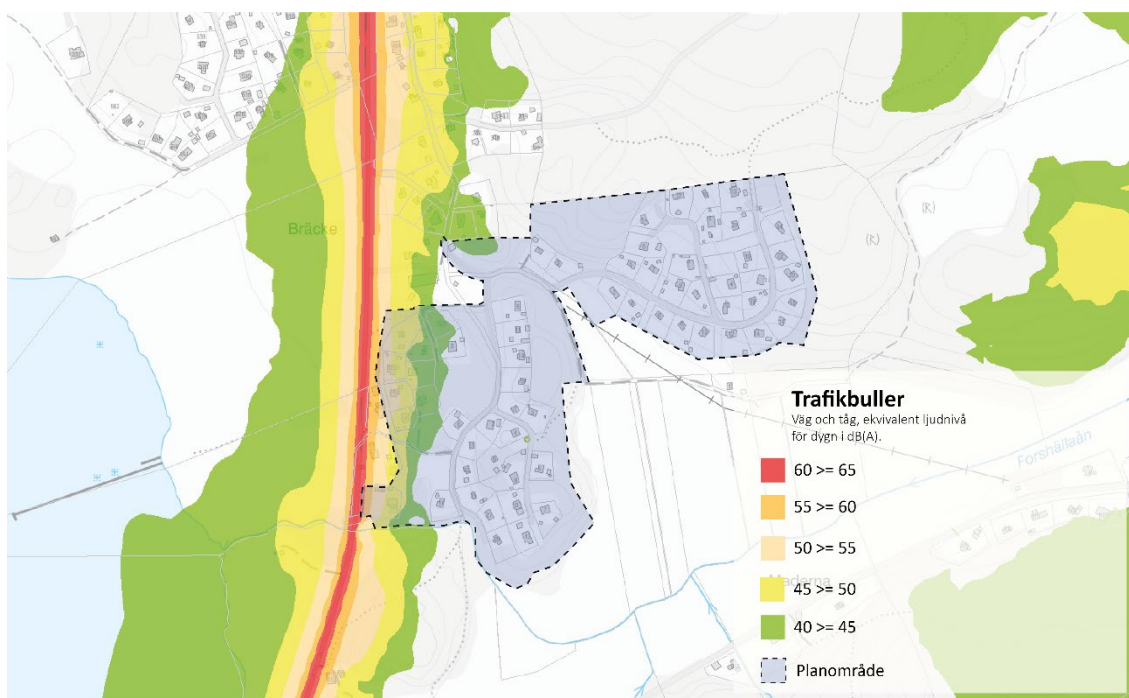 Bräcke
(R)
(R)
Trafikbuller
Väg och tåg, ekvivalent ljudnivå
för dygn i dB(A).
60 >= 65
55 >= 60
50 >= 55
45 >= 50
40 >= 45
Planområde
Forshällaån
Maderna